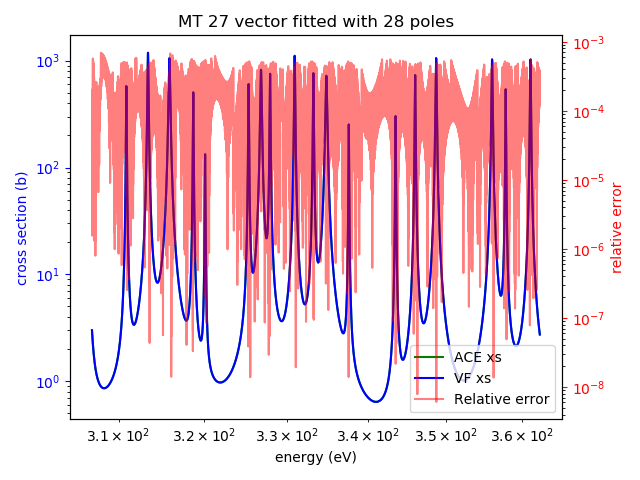 MT 27 vector fitted with 28 poles
10³
10²
10¹
10⁰
cross section (b)
10⁻³
10⁻⁴
10⁻⁵
10⁻⁶
10⁻⁷
10⁻⁸
relative error
ACE xs
VF xs
Relative error
3.1 × 10² 3.2 × 10² 3.3 × 10² 3.4 × 10² 3.5 × 10² 3.6 × 10²
energy (eV)